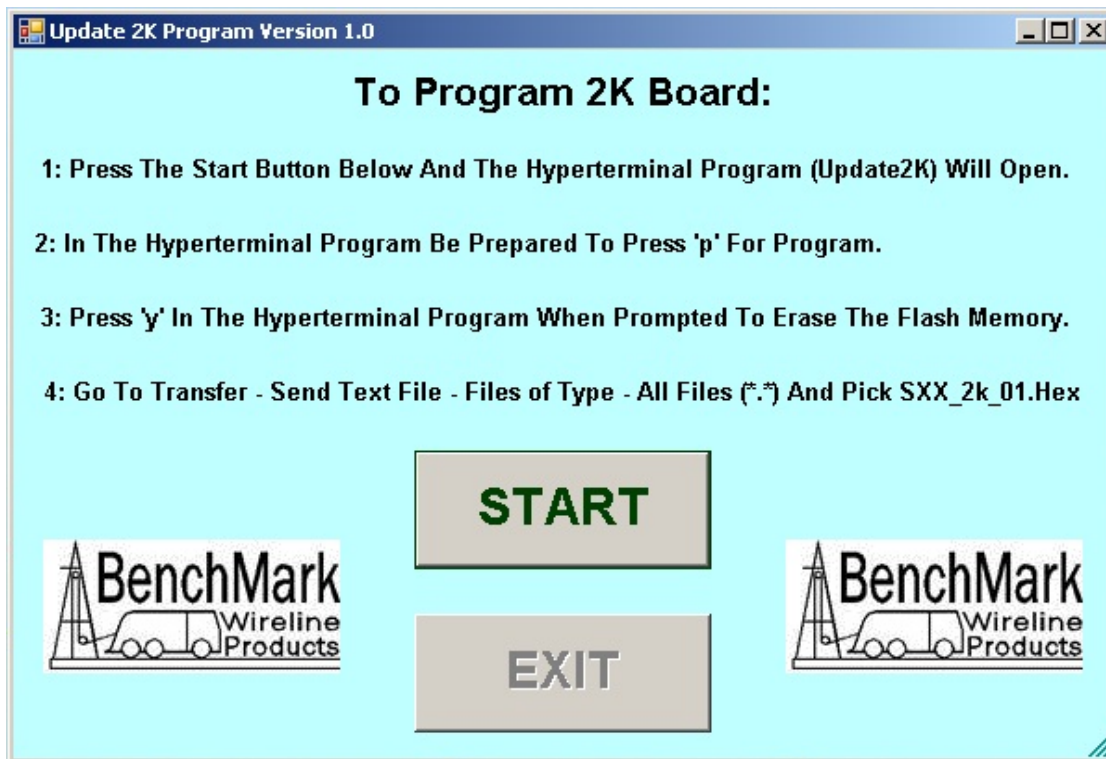 Update 2K Program Version 1.0
To Program 2K Board:
1: Press The Start Button Below And The Hyperterminal Program (Update2K) Will Open.
2: In The Hyperterminal Program Be Prepared To Press 'p' For Program.
3: Press 'y' In The Hyperterminal Program When Prompted To Erase The Flash Memory.
4: Go To Transfer - Send Text File - Files of Type - All Files (*.*) And Pick SXX_2k_01.Hex
START
BenchMark
Wireline
Products
BenchMark
Wireline
Products
EXIT